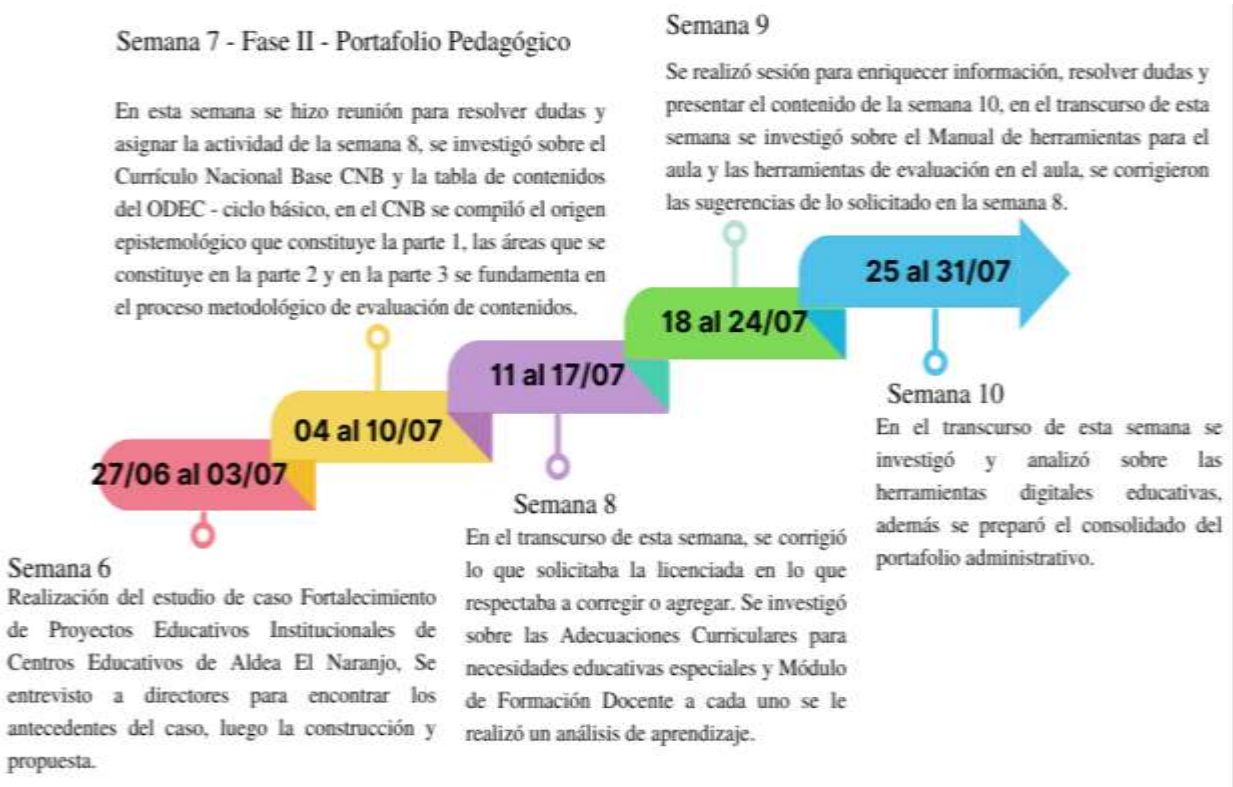 Semana 7 - Fase II - Portafolio Pedagógico
En esta semana se hizo reunión para resolver dudas y
asignar la actividad de la semana 8, se investigó sobre el
Currículo Nacional Base CNB y la tabla de contenidos
del ODEC - ciclo básico, en el CNB se compiló el origen
epistemológico que constituye la parte 1, las áreas que se
constituye en la parte 2 y en la parte 3 se fundamenta en
el proceso metodológico de evaluación de contenidos.
Semana 9
Se realizó sesión para enriquecer información, resolver dudas y
presentar el contenido de la semana 10, en el transcurso de esta
semana se investigó sobre el Manual de herramientas para el
aula y las herramientas de evaluación en el aula, se corrigieron
las sugerencias de lo solicitado en la semana 8.
27/06 al 03/07
04 al 10/07
11 al 17/07
18 al 24/07
25 al 31/07
Semana 6
Realización del estudio de caso Fortalecimiento
de Proyectos Educativos Institucionales de
Centros Educativos de Aldea El Naranjo, Se
entrevisto a directores para encontrar los
antecedentes del caso, luego la construcción y
propuesta.
Semana 8
En el transcurso de esta semana, se corrigió
lo que solicitaba la licenciada en lo que
respectaba a corregir o agregar. Se investigó
sobre las Adecuaciones Curriculares para
necesidades educativas especiales y Módulo
de Formación Docente a cada uno se le
realizó un análisis de aprendizaje.
Semana 10
En el transcurso de esta semana se
investigó y analizó sobre las
herramientas digitales educativas,
además se preparó el consolidado del
portafolio administrativo.